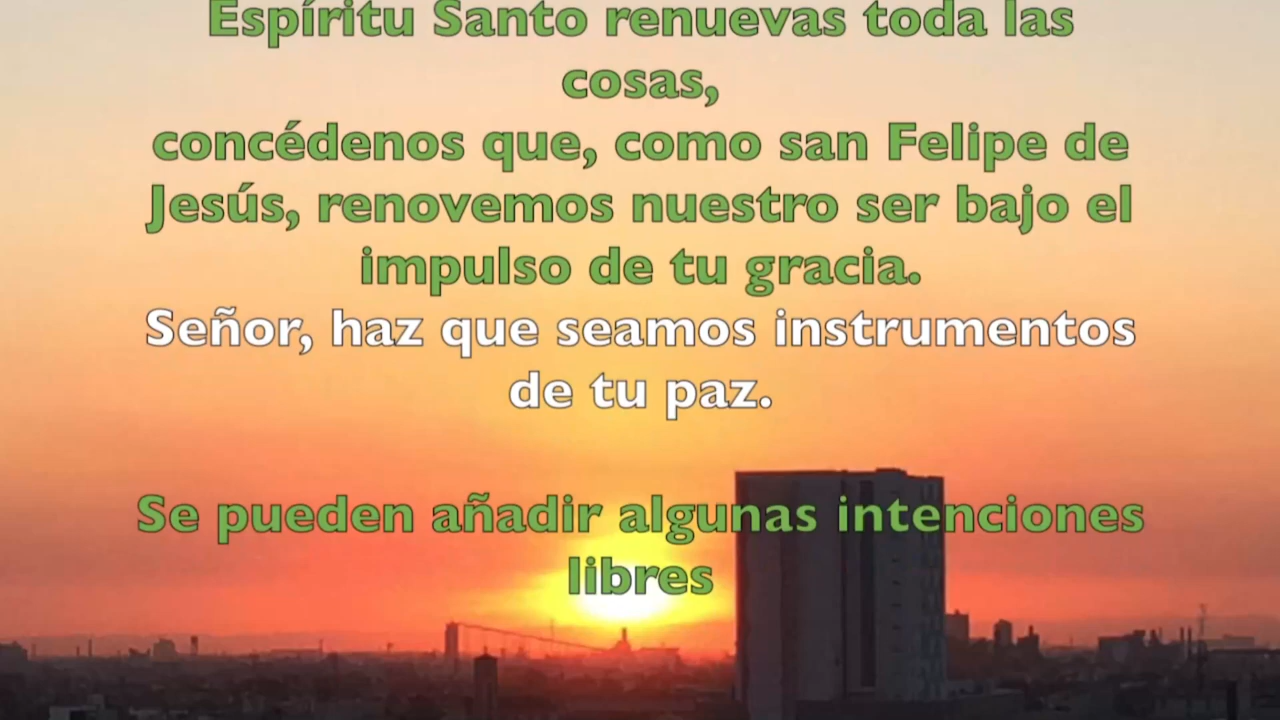 Espíritu Santo renuevas toda las
cosas,
concédenos que, como san Felipe de
Jesús, renovemos nuestro ser bajo el
impulso de tu gracia.
Señor, haz que seamos instrumentos
de tu paz.
Se pueden añadir algunas intenciones
libres